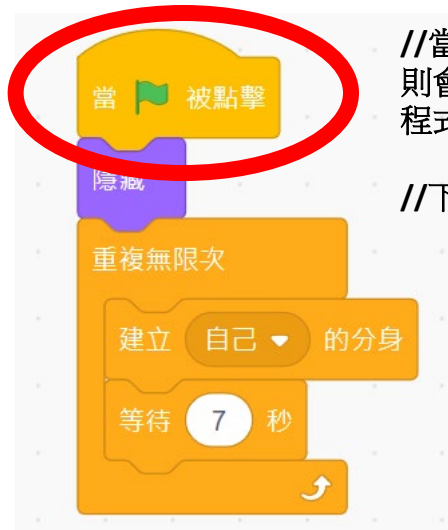 //當
則會
程式
//下
當 被點擊
隱藏
重複無限次
建立 自己 的分身
等待 7 秒